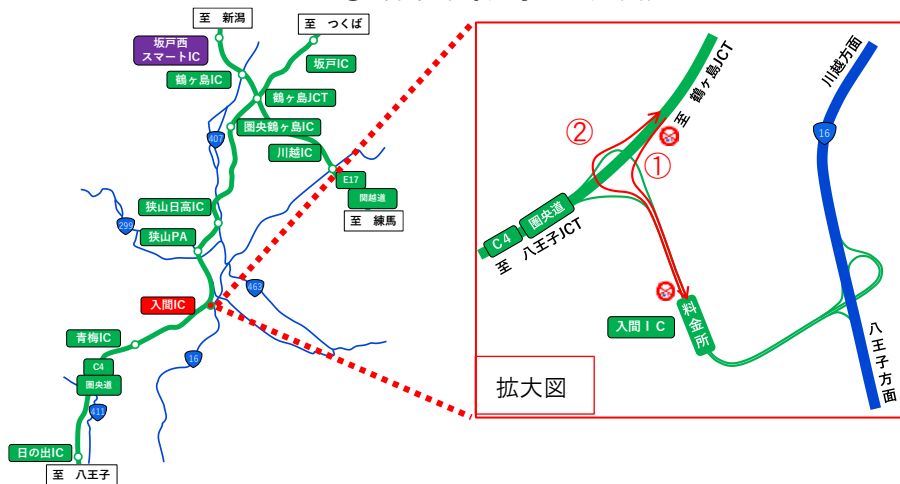 至　新潟
至　つくば
坂戸西
スマートIC
坂戸IC
鶴ヶ島IC
鶴ヶ島JCT
圏央鶴ヶ島IC
407
川越IC
E17
関越道
至　練馬
狭山日高IC
299
狭山PA
463
入間IC
青梅IC
16
C4
圏央道
411
日の出IC
至　八王子
至　鶴ヶ島JCT
川越方面
16
②
①
C4
圏央道
至　八王子JCT
入間ＩＣ
料金所
八王子方面
拡大図